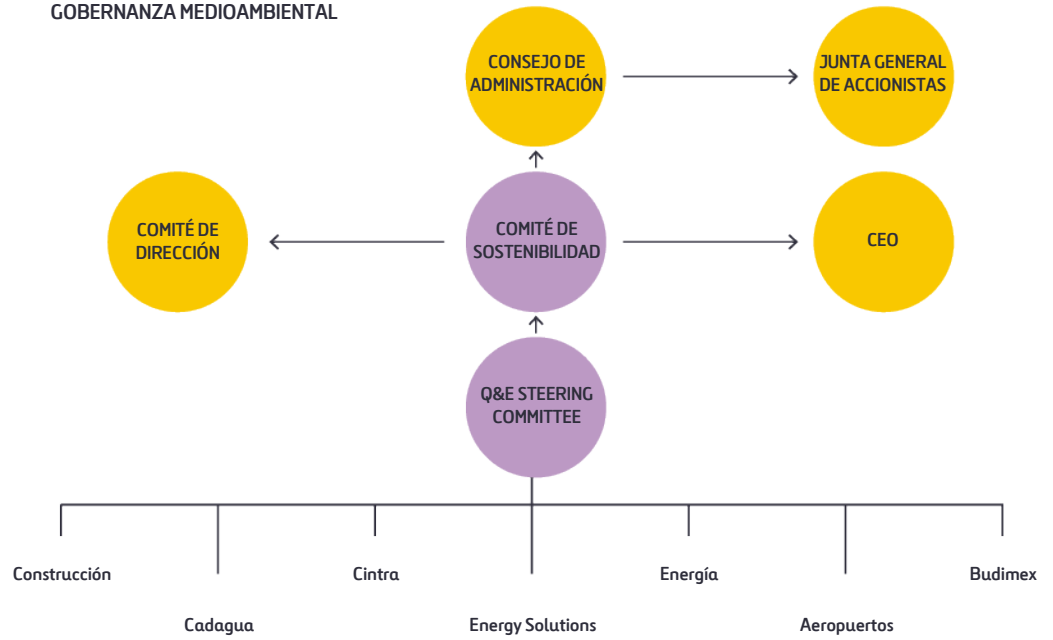 GOBERNANZA MEDIOAMBIENTAL
CONSEJO DE
ADMINISTRACIÓN
JUNTA GENERAL
DE ACCIONISTAS
COMITÉ DE
DIRECCIÓN
COMITÉ DE
SOSTENIBILIDAD
CEO
Q&E STEERING
COMMITTEE
Construcción
Cadagua
Cintra
Energy Solutions
Energía
Aeropuertos
Budimex